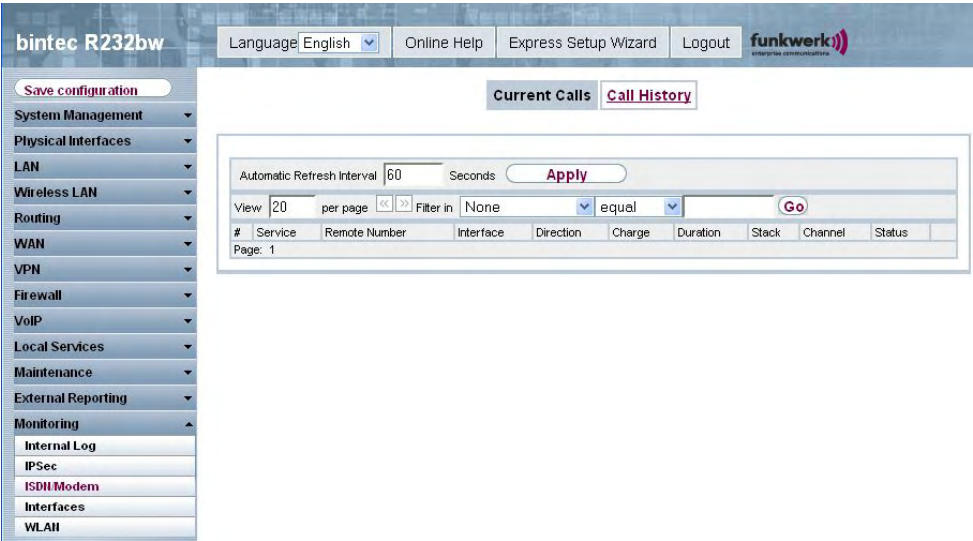 bintec R232bw
Language English Online Help Express Setup Wizard Logout funkwerk
enterprise communications
Save configuration
System Management
Physical Interfaces
LAN
Wireless LAN
Routing
WAN
VPN
Firewall
VoIP
Local Services
Maintenance
External Reporting
Monitoring
Internal Log
IPSec
ISDN/Modem
Interfaces
WLAN
Current Calls Call History
Automatic Refresh Interval 60 Seconds Apply
View 20 per page << >> Filter in None equal Go
# Service Remote Number Interface Direction Charge Duration Stack Channel Status
Page: 1